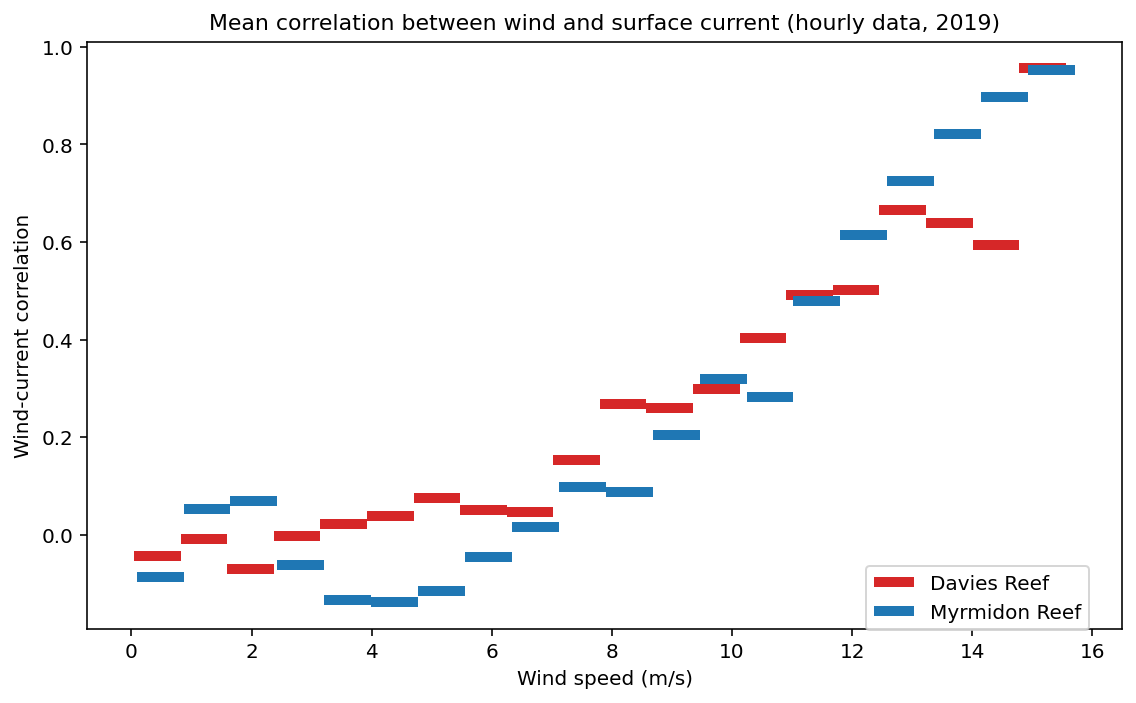 Mean correlation between wind and surface current (hourly data, 2019)
1.0
0.8
0.6
0.4
0.2
0.0
Wind-current correlation
Davies Reef
Myrmidon Reef
0 2 4 6 8 10 12 14 16
Wind speed (m/s)